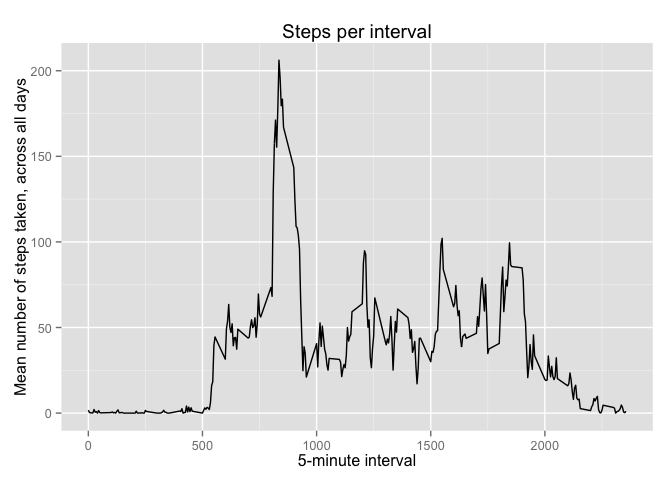 Steps per interval
Mean number of steps taken, across all days
200
150
100
50
0
0 500 1000 1500 2000
5-minute interval